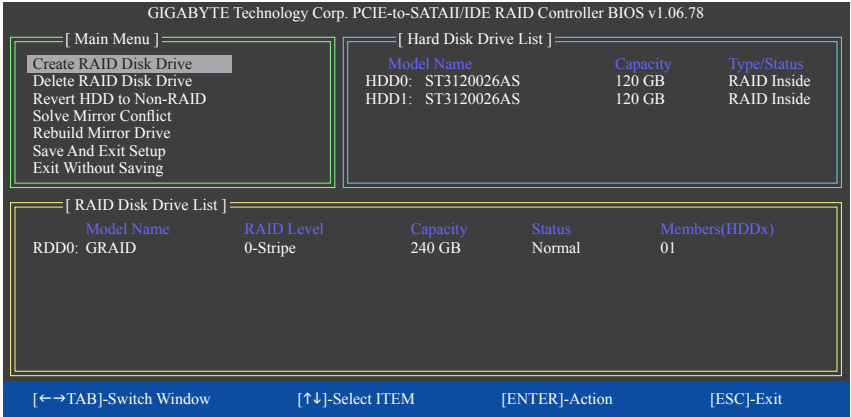 GIGABYTE Technology Corp. PCIE-to-SATAII/IDE RAID Controller BIOS v1.06.78
[ Main Menu ]
Create RAID Disk Drive
Delete RAID Disk Drive
Revert HDD to Non-RAID
Solve Mirror Conflict
Rebuild Mirror Drive
Save And Exit Setup
Exit Without Saving
[ Hard Disk Drive List ]
Model Name Capacity Type/Status
HDD0: ST3120026AS 120 GB RAID Inside
HDD1: ST3120026AS 120 GB RAID Inside
[ RAID Disk Drive List ]
Model Name RAID Level Capacity Status Members(HDDx)
RDD0: GRAID 0-Stripe 240 GB Normal 01
[←→TAB]-Switch Window [↑↓]-Select ITEM [ENTER]-Action [ESC]-Exit